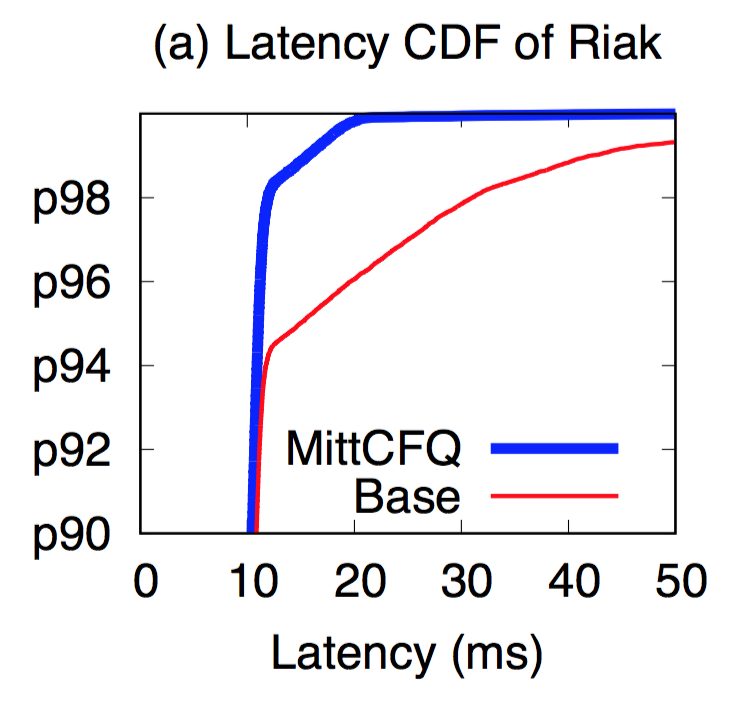 (a) Latency CDF of Riak
p98
p96
p94
p92
p90
MittCFQ
Base
0 10 20 30 40 50
Latency (ms)